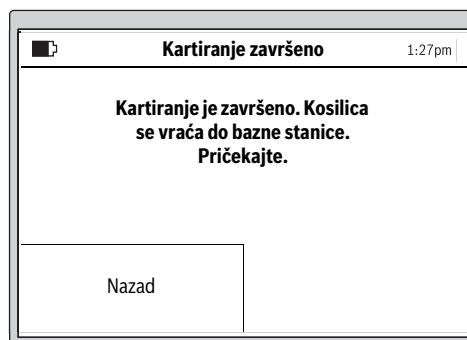 Kartiranje završeno 1:27pm
Kartiranje je završeno. Kosilica
se vraća do bazne stanice.
Pričekajte.
Nazad